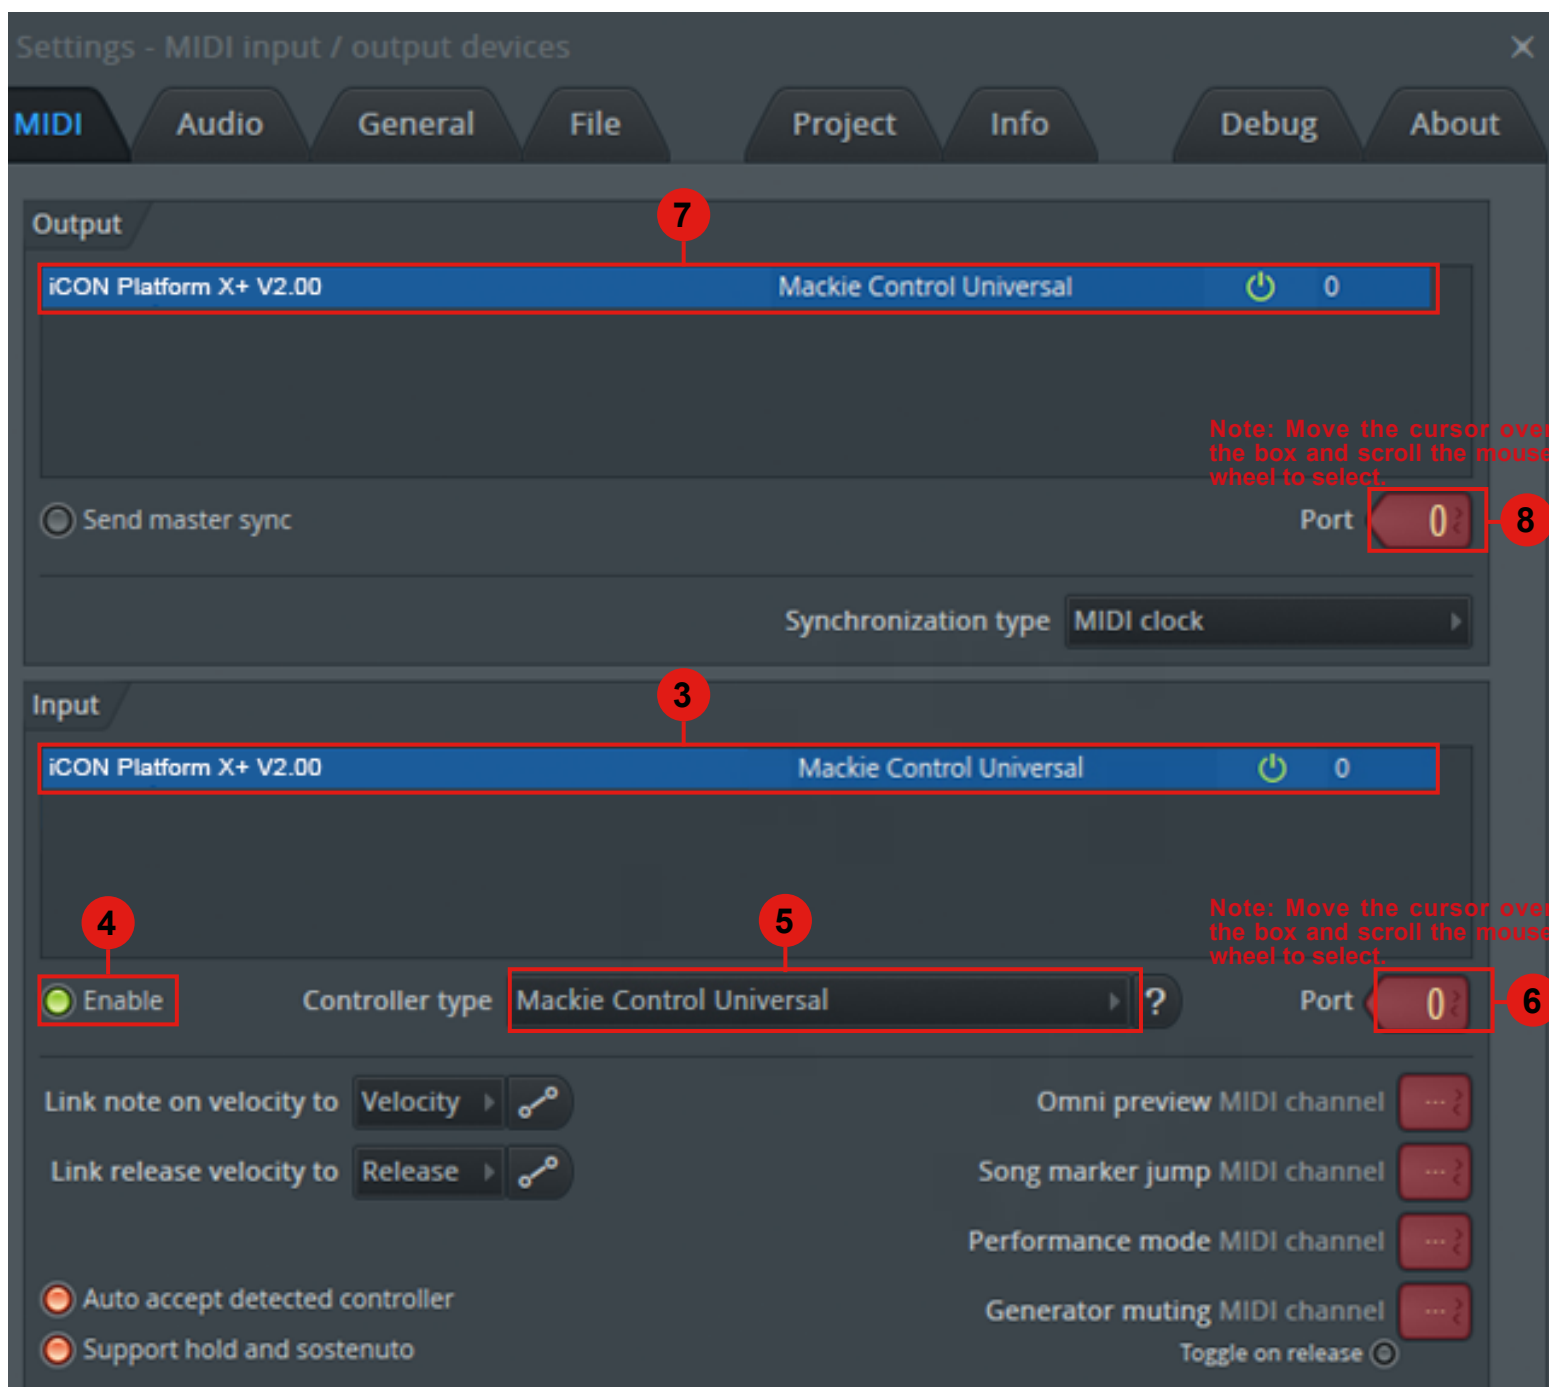 Settings - MIDI input / output devices
MIDI Audio General File Project Info Debug About
Output
7
iCON Platform X+ V2.00 Mackie Control Universal 0
Note: Move the cursor over
the box and scroll the mouse
wheel to select.
Send master sync Port 0 8
Synchronization type MIDI clock
Input
3
iCON Platform X+ V2.00 Mackie Control Universal 0
4
5
Note: Move the cursor over
the box and scroll the mouse
wheel to select.
Enable Controller type Mackie Control Universal ? Port 0 6
Link note on velocity to Velocity Omni preview MIDI channel ---
Link release velocity to Release Song marker jump MIDI channel ---
Performance mode MIDI channel ---
Auto accept detected controller Generator muting MIDI channel ---
Support hold and sostenuto Toggle on release